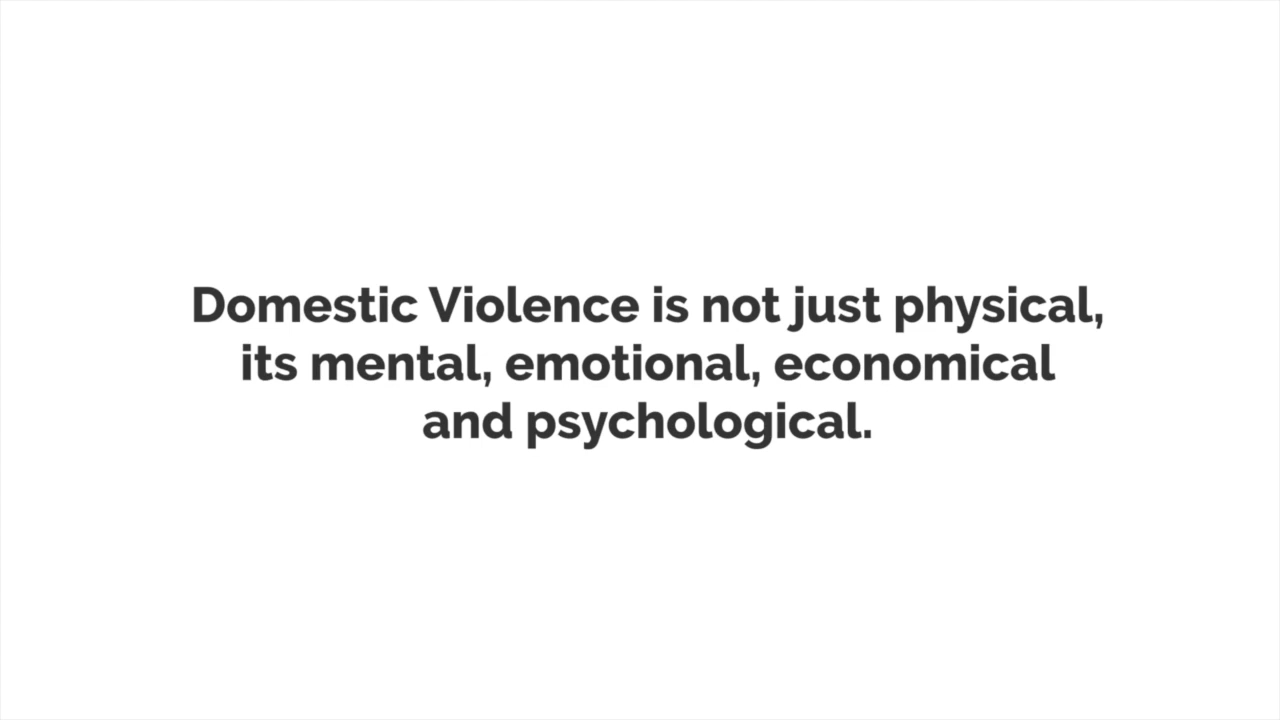 Domestic Violence is not just physical,
its mental, emotional, economical
and psychological.